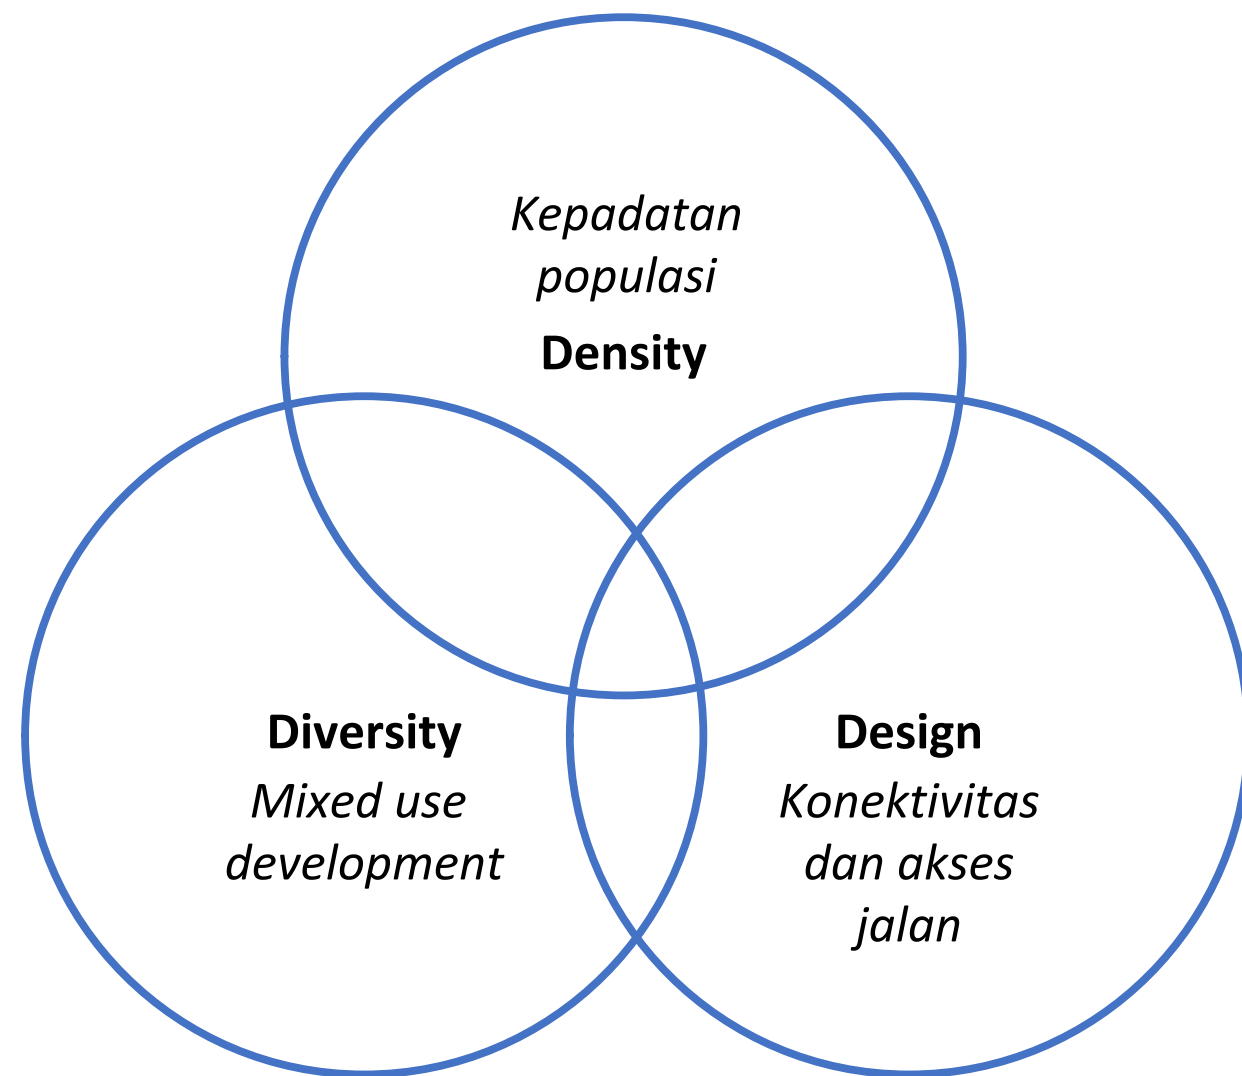 Kepadatan
populasi
Density
Diversity
Mixed use
development
Design
Konektivitas
dan akses
jalan